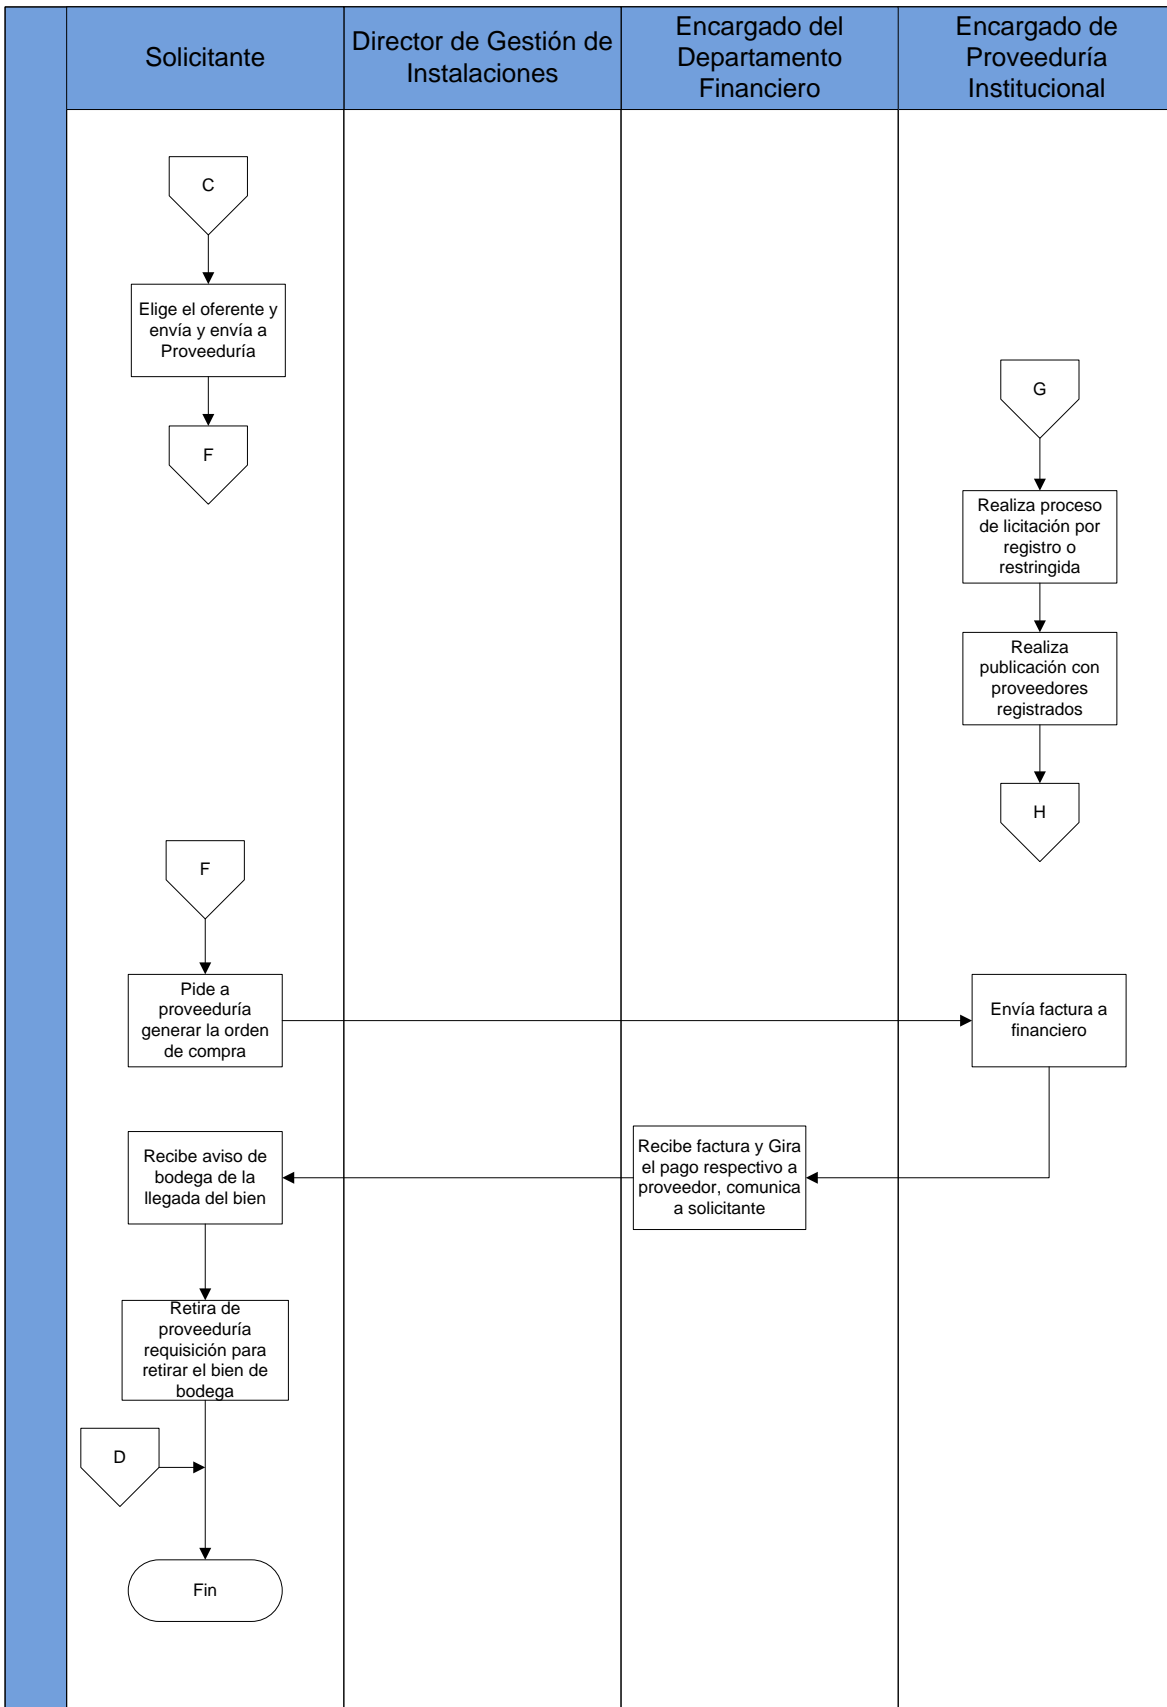 Solicitante
Director de Gestión de
Instalaciones
Encargado del
Departamento
Financiero
Encargado de
Proveeduría
Institucional
C
Elige el oferente y
envía y envía a
Proveeduría
F
G
Realiza proceso
de licitación por
registro o
restringida
Realiza
publicación con
proveedores
registrados
H
F
Pide a
proveeduría
generar la orden
de compra
Envía factura a
financiero
Recibe factura y Gira
el pago respectivo a
proveedor, comunica
a solicitante
Recibe aviso de
bodega de la
llegada del bien
Retira de
proveeduría
requisición para
retirar el bien de
bodega
D
Fin